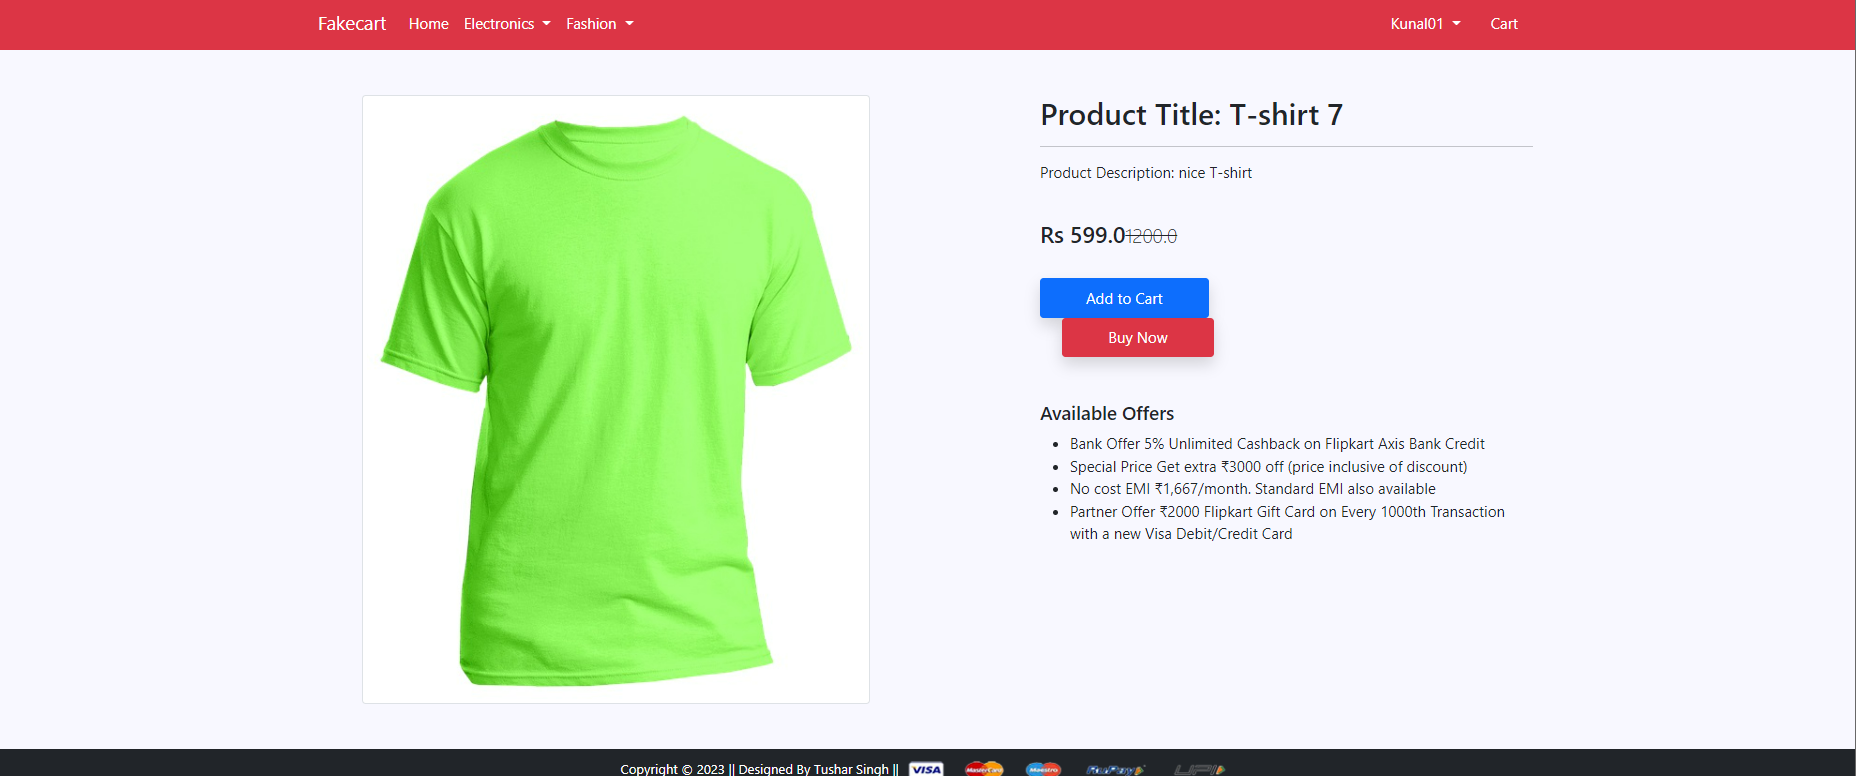 Fakecart Home Electronics Fashion Kunal01 Cart
Product Title: T-shirt 7
Product Description: nice T-shirt
Rs 599.01200.0
Add to Cart
Buy Now
Available Offers
Bank Offer 5% Unlimited Cashback on Flipkart Axis Bank Credit
Special Price Get extra ₹3000 off (price inclusive of discount)
No cost EMI ₹1,667/month. Standard EMI also available
Partner Offer ₹2000 Flipkart Gift Card on Every 1000th Transaction
with a new Visa Debit/Credit Card
Copyright © 2023 || Designed By Tushar Singh || VISA MasterCard Maestro RuPay UPI